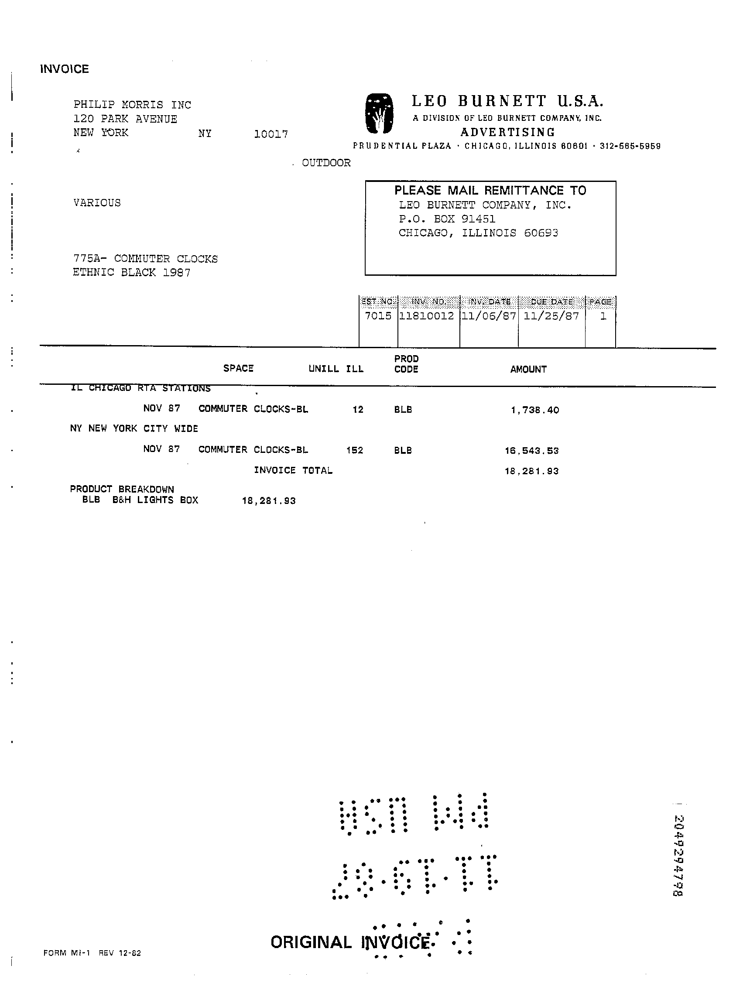 INVOICE
PHILIP MORRIS INC
120 PARK AVENUE
NEW YORK NY 10017
LEO BURNETT U.S.A.
A DIVISION OF LEO BURNETT COMPANY, INC.
ADVERTISING
PRUDENTIAL PLAZA · CHICAGO, ILLINOIS 60601 · 312-565-5959
OUTDOOR
VARIOUS
PLEASE MAIL REMITTANCE TO
LEO BURNETT COMPANY, INC.
P.O. BOX 91451
CHICAGO, ILLINOIS 60693
775A- COMMUTER CLOCKS
ETHNIC BLACK 1987
EST. NO. INV. NO. INV. DATE DUE DATE PAGE
7015 11810012 11/06/87 11/25/87 1
SPACE UNILL ILL PROD CODE AMOUNT
IL CHICAGO RTA STATIONS
NOV 87 COMMUTER CLOCKS-BL 12 BLB 1,738.40
NY NEW YORK CITY WIDE
NOV 87 COMMUTER CLOCKS-BL 152 BLB 16,543.53
INVOICE TOTAL 18,281.93
PRODUCT BREAKDOWN
BLB B&H LIGHTS BOX 18,281.93
2049294798
ORIGINAL INVOICE
FORM MI-1 REV 12-82